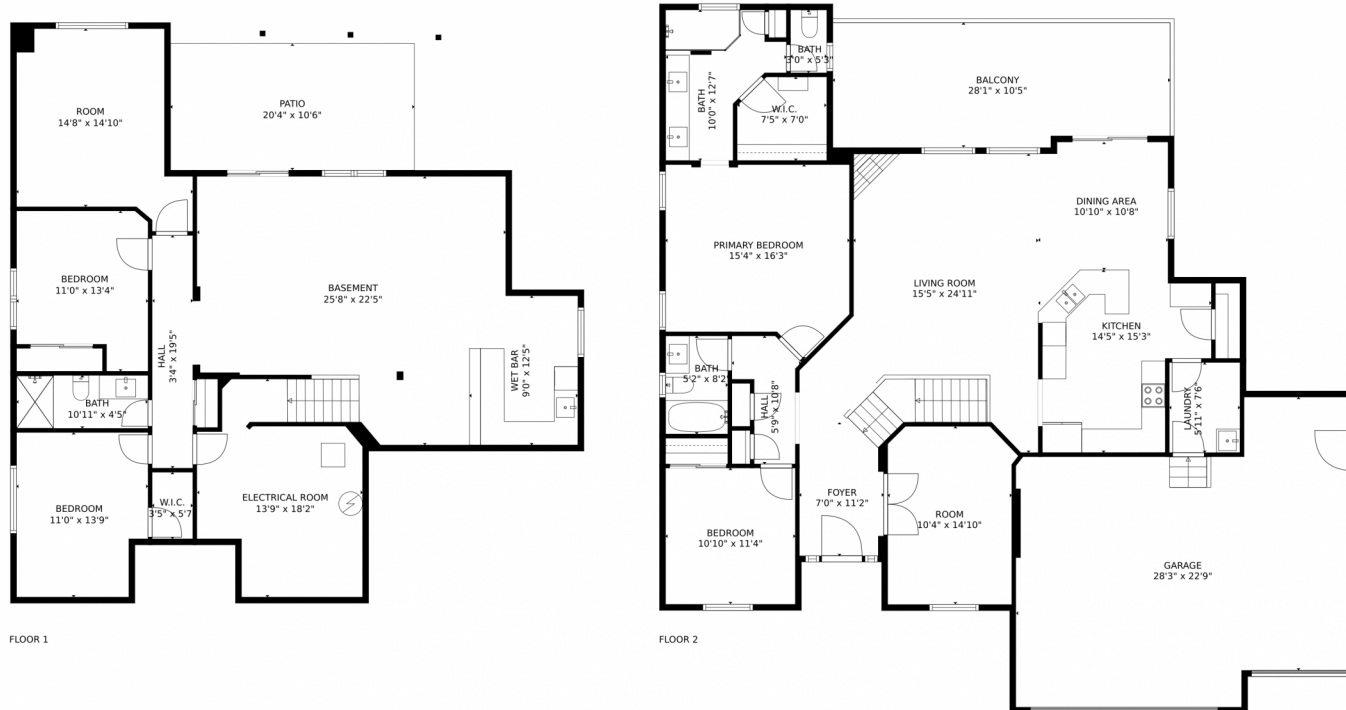 ROOM
14'8" x 14'10"
PATIO
20'4" x 10'6"
BEDROOM
11'0" x 13'4"
HALL
3'4" x 19'5"
BASEMENT
25'8" x 22'5"
WET BAR
9'0" x 12'5"
BATH
10'11" x 4'5"
BEDROOM
11'0" x 13'9"
W.I.C.
3'5" x 5'7
ELECTRICAL ROOM
13'9" x 18'2"
FLOOR 1
BATH
3'0" x 5'3"
BATH
10'0" x 12'7"
W.I.C.
7'5" x 7'0"
BALCONY
28'1" x 10'5"
DINING AREA
10'10" x 10'8"
PRIMARY BEDROOM
15'4" x 16'3"
LIVING ROOM
15'5" x 24'11"
KITCHEN
14'5" x 15'3"
BATH
5'2" x 8'2"
HALL
5'9" x 10'8"
LAUNDRY
5'11" x 7'6"
FOYER
7'0" x 11'2"
ROOM
10'4" x 14'10"
BEDROOM
10'10" x 11'4"
GARAGE
28'3" x 22'9"
FLOOR 2